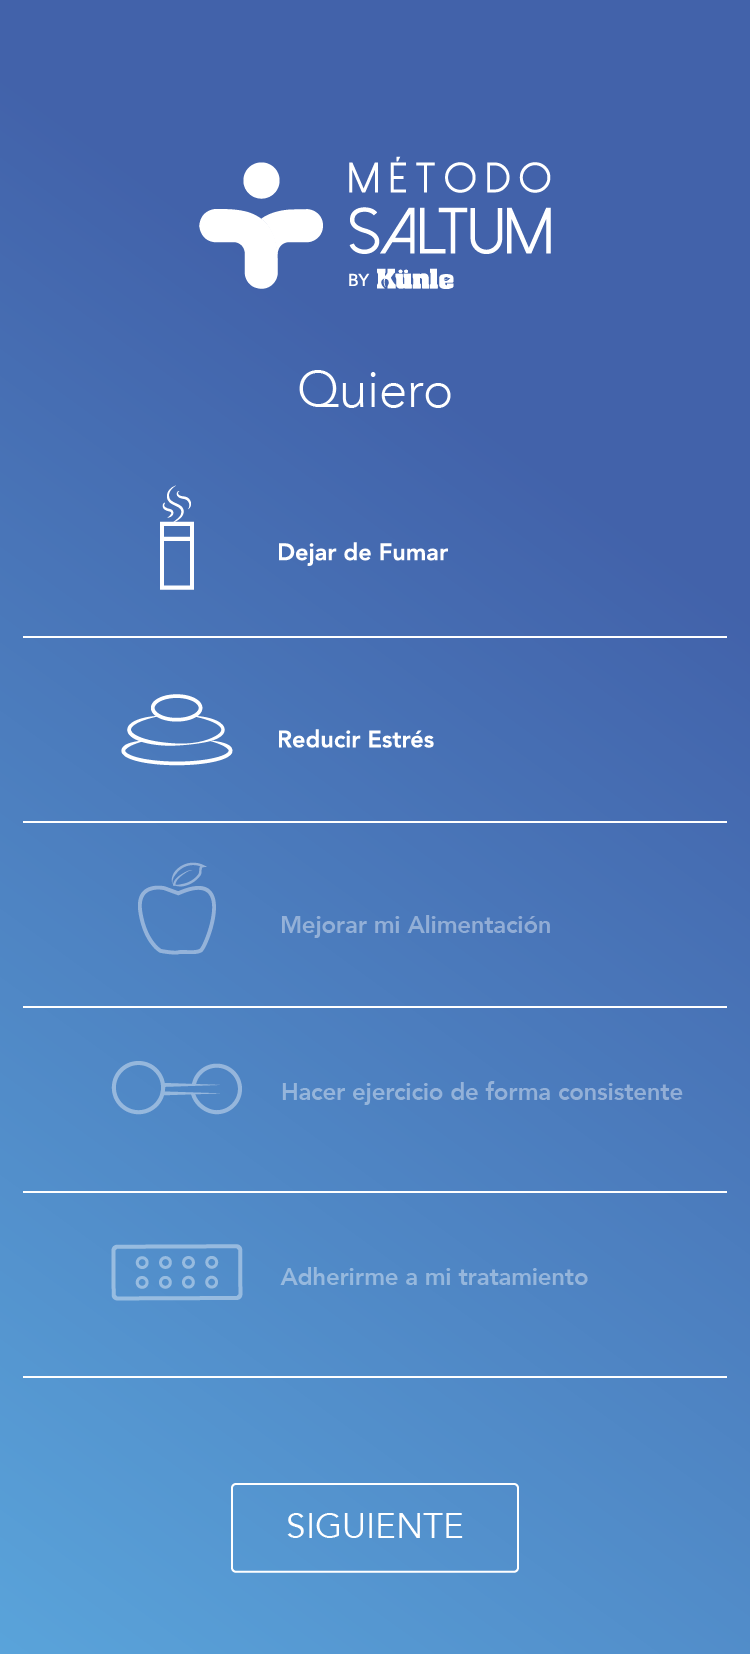 MÉTODO
SALTUM
BY Künle
Quiero
Dejar de Fumar
Reducir Estrés
Mejorar mi Alimentación
Hacer ejercicio de forma consistente
Adherirme a mi tratamiento
SIGUIENTE